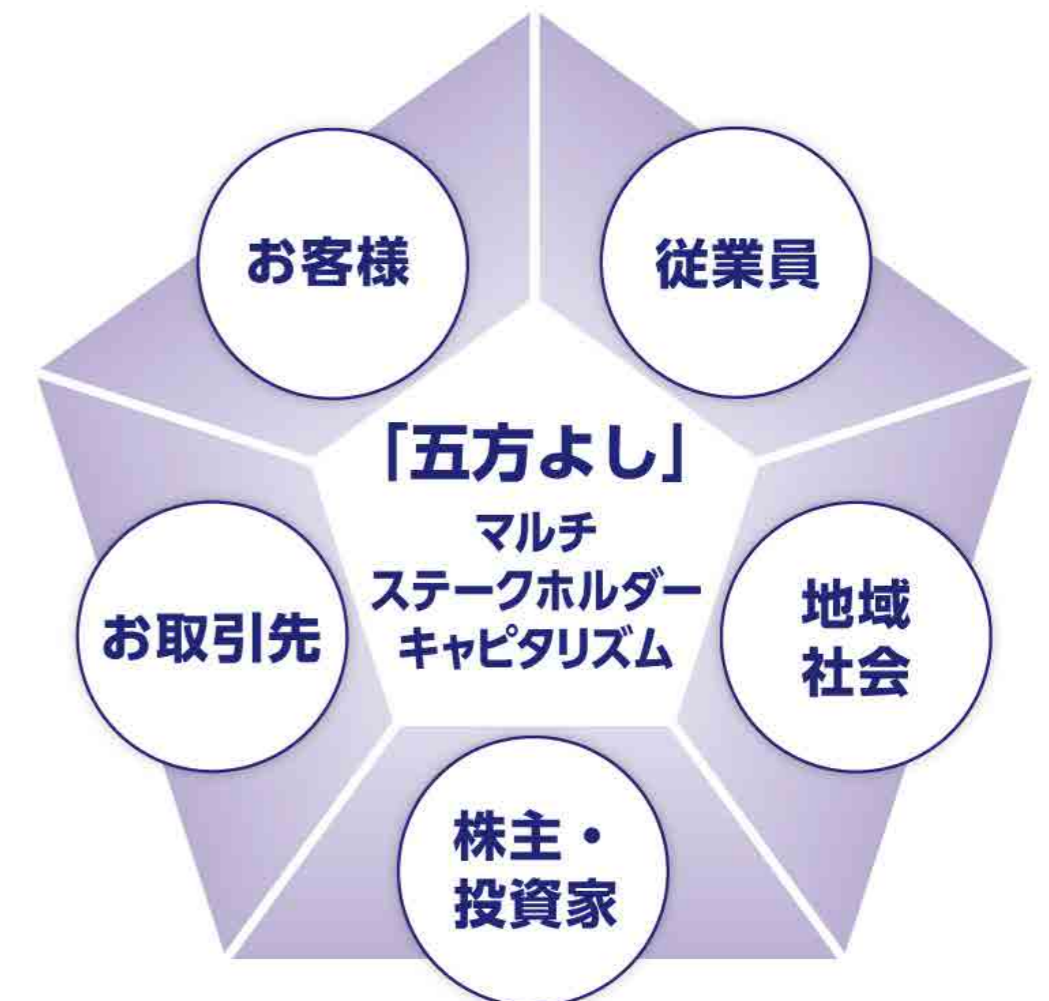 お客様
従業員
「五方よし」
マルチ
ステークホルダー
キャピタリズム
お取引先
地域
社会
株主・
投資家